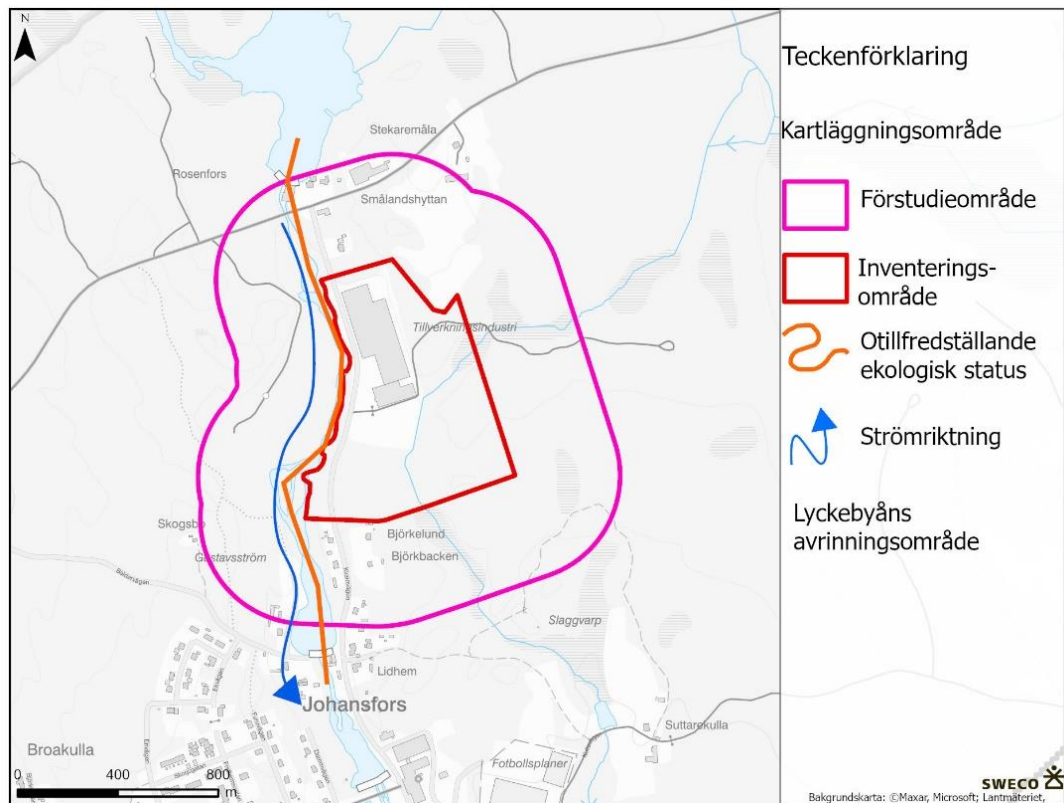 N
Stekaremåla
Rosenfors
Smålandshyttan
Tillverkningsindustri
Skogsbo
Gustavsström
Björkelund
Björkbacken
Slaggvarp
Lidhem
Johansfors
Suttarekulla
Broakulla
Fotbollsplaner
0 400 800
m
Teckenförklaring
Kartläggningsområde
Förstudieområde
Inventerings-
område
Otillfredställande
ekologisk status
Strömriktning
Lyckebyåns
avrinningsområde
SWECO
Bakgrundskarta: ©Maxar, Microsoft; Lantmäteriet,